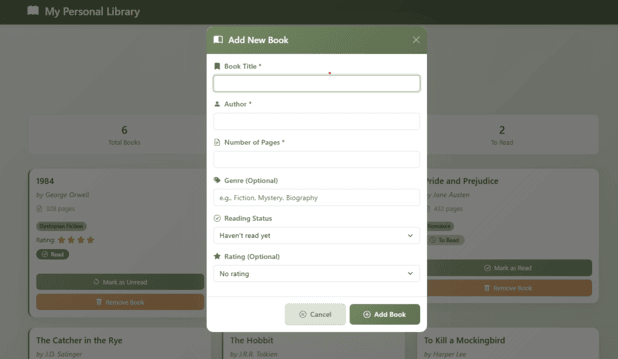 My Personal Library
Add New Book
Book Title *
Author *
Number of Pages *
Genre (Optional)
e.g., Fiction, Mystery, Biography
Reading Status
Haven't read yet
Rating (Optional)
No rating
Cancel
Add Book
6
Total Books
2
To Read
1984
by George Orwell
328 pages
Dystopian Fiction
Rating:
Read
Mark as Unread
Remove Book
Pride and Prejudice
by Jane Austen
432 pages
Romance
To Read
Mark as Read
Remove Book
The Catcher in the Rye
by J.D. Salinger
The Hobbit
by J.R.R. Tolkien
To Kill a Mockingbird
by Harper Lee